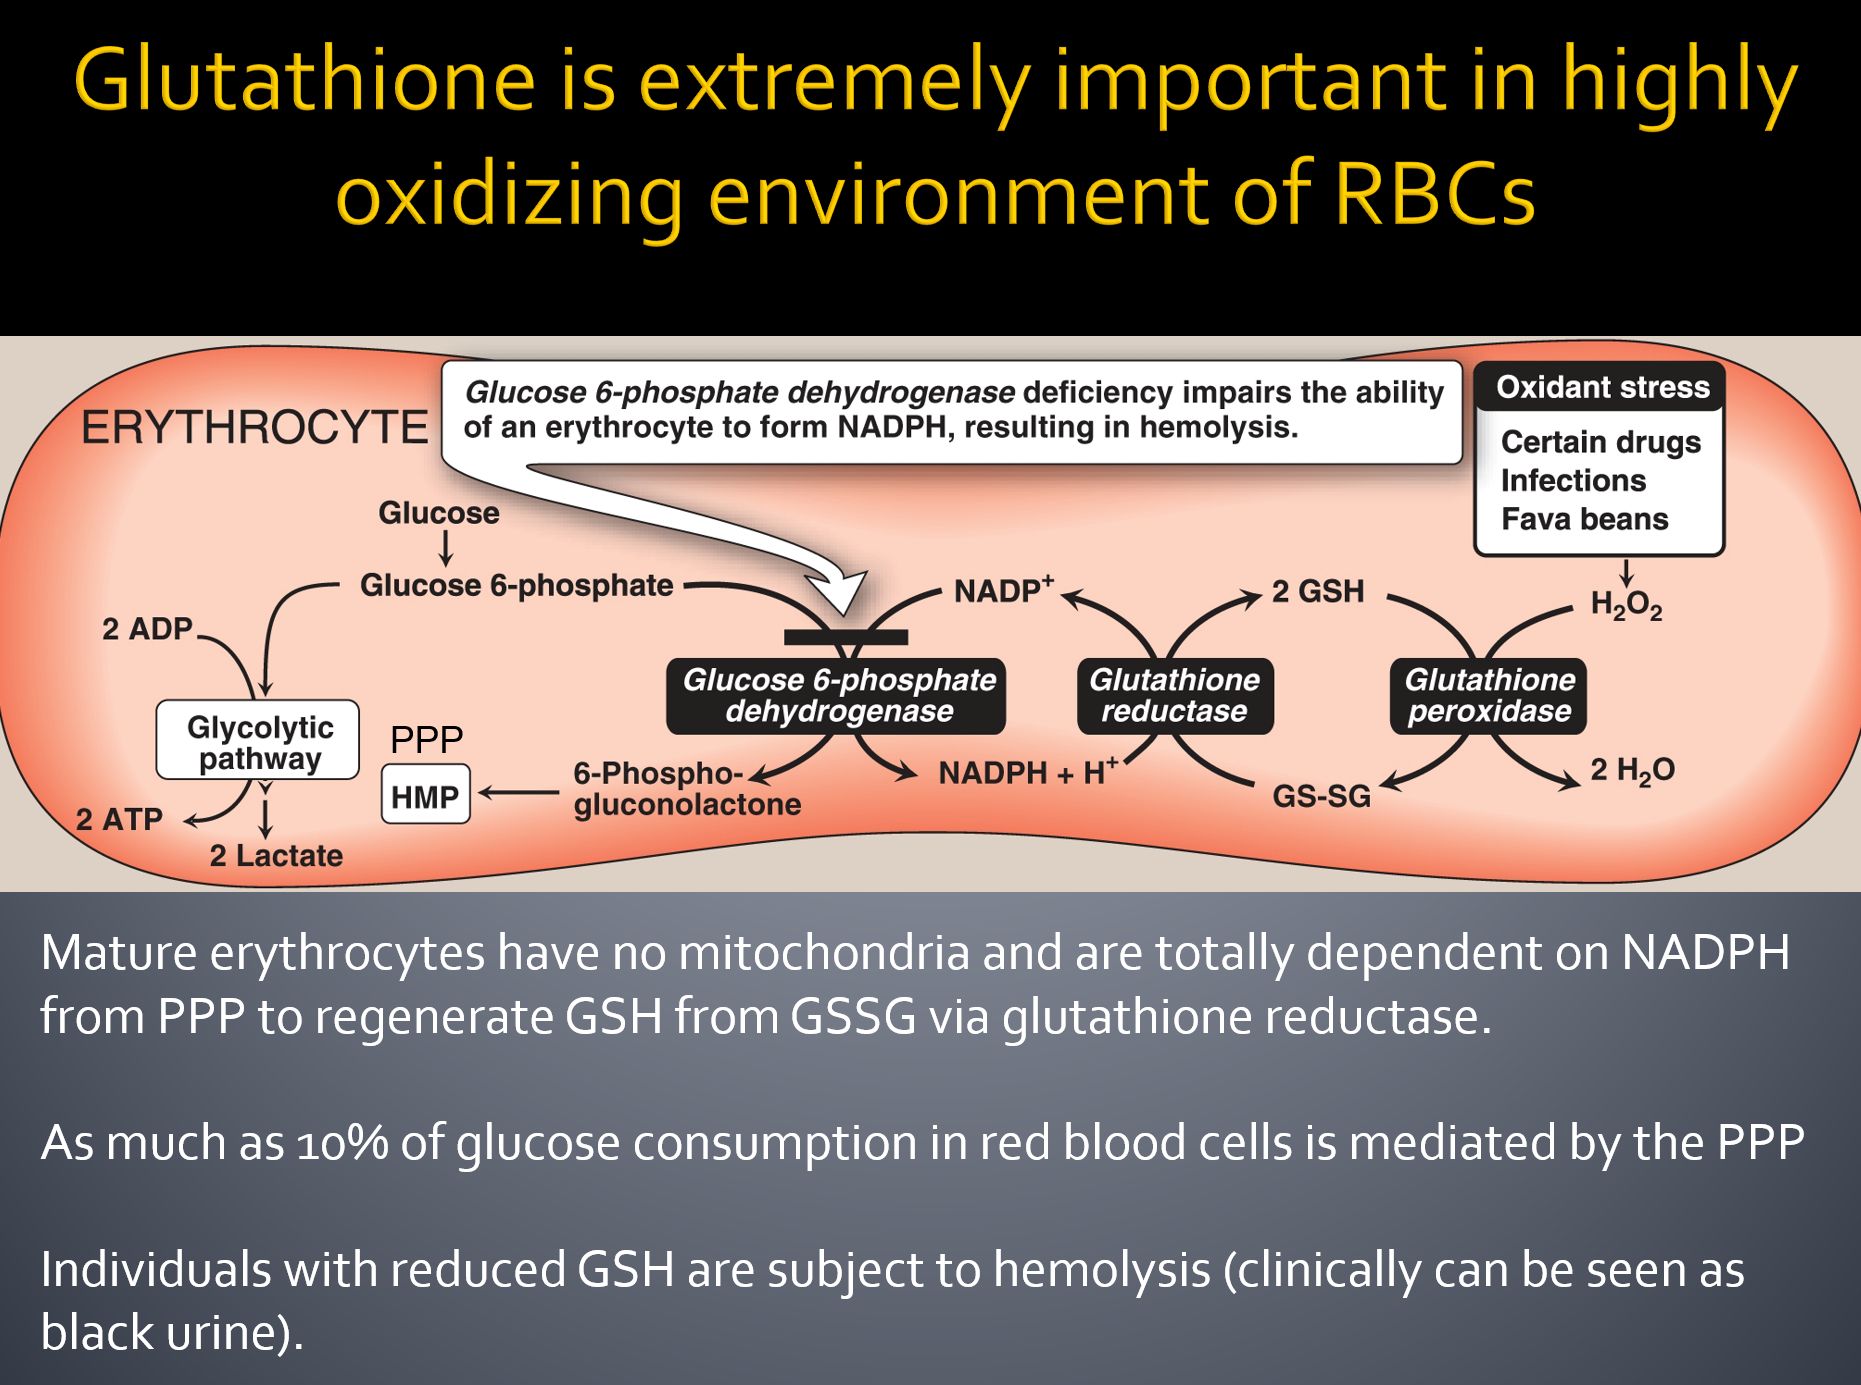 Glutathione is extremely important in highly
oxidizing environment of RBCs
ERYTHROCYTE
Glucose 6-phosphate dehydrogenase deficiency impairs the ability
of an erythrocyte to form NADPH, resulting in hemolysis.
Oxidant stress
Certain drugs
Infections
Fava beans
Glucose
Glucose 6-phosphate
NADP⁺
2 GSH
H₂O₂
2 ADP
Glucose 6-phosphate
dehydrogenase
Glutathione
reductase
Glutathione
peroxidase
Glycolytic
pathway
PPP
HMP
6-Phospho-
gluconolactone
NADPH + H⁺
GS-SG
2 H₂O
2 ATP
2 Lactate
Mature erythrocytes have no mitochondria and are totally dependent on NADPH
from PPP to regenerate GSH from GSSG via glutathione reductase.
As much as 10% of glucose consumption in red blood cells is mediated by the PPP
Individuals with reduced GSH are subject to hemolysis (clinically can be seen as
black urine).